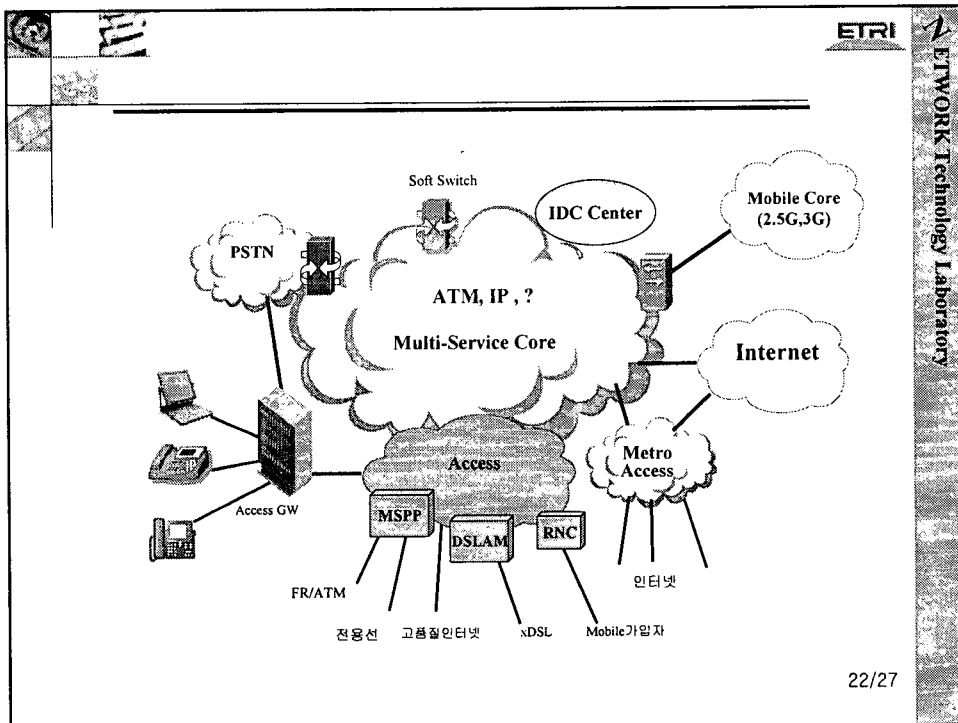 ETRI
NETWORK Technology Laboratory
Soft Switch
IDC Center
Mobile Core
(2.5G,3G)
PSTN
ATM, IP , ?
Multi-Service Core
Internet
Metro
Access
Access
Access GW
MSPP
DSLAM
RNC
FR/ATM
전용선
고품질인터넷
xDSL
Mobile가입자
인터넷
22/27